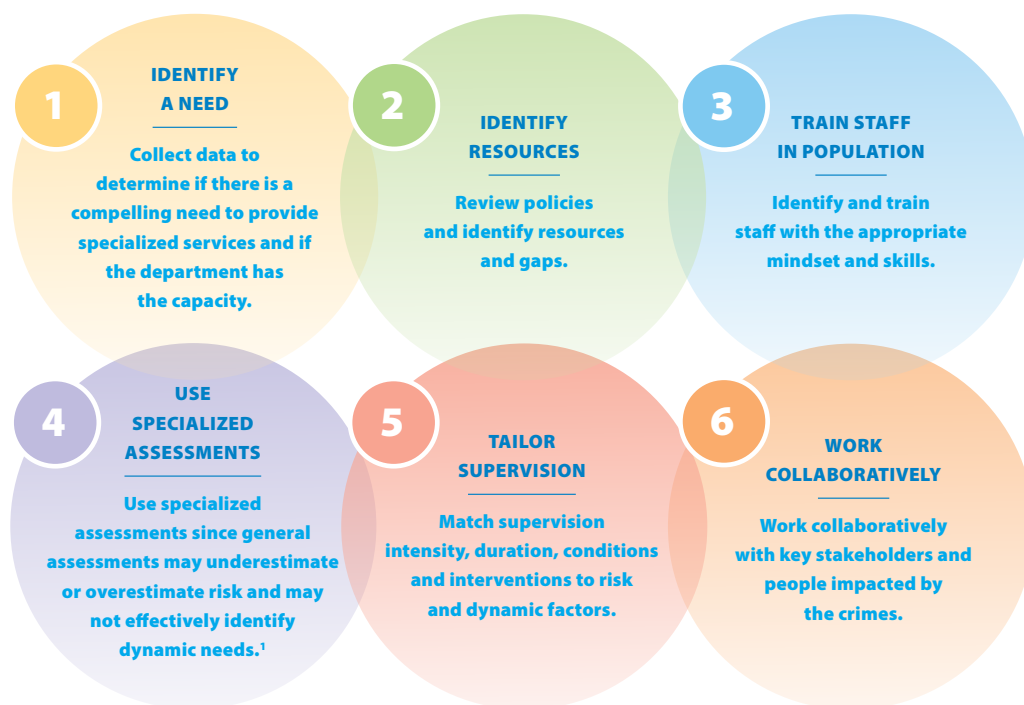 1
IDENTIFY
A NEED
Collect data to
determine if there is a
compelling need to provide
specialized services and if
the department has
the capacity.
2
IDENTIFY
RESOURCES
Review policies
and identify resources
and gaps.
3
TRAIN STAFF
IN POPULATION
Identify and train
staff with the appropriate
mindset and skills.
4
USE
SPECIALIZED
ASSESSMENTS
Use specialized
assessments since general
assessments may underestimate
or overestimate risk and may
not effectively identify
dynamic needs.¹
5
TAILOR
SUPERVISION
Match supervision
intensity, duration, conditions
and interventions to risk
and dynamic factors.
6
WORK
COLLABORATIVELY
Work collaboratively
with key stakeholders and
people impacted by
the crimes.